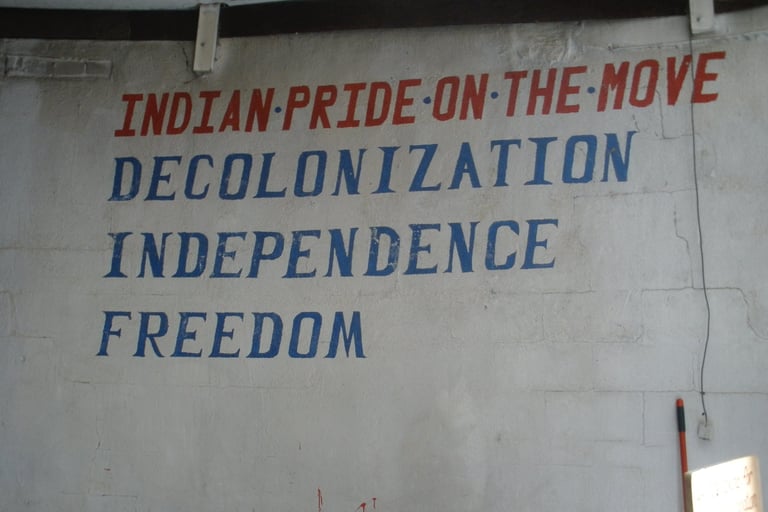 INDIAN·PRIDE·ON·THE·MOVE
DECOLONIZATION
INDEPENDENCE
FREEDOM